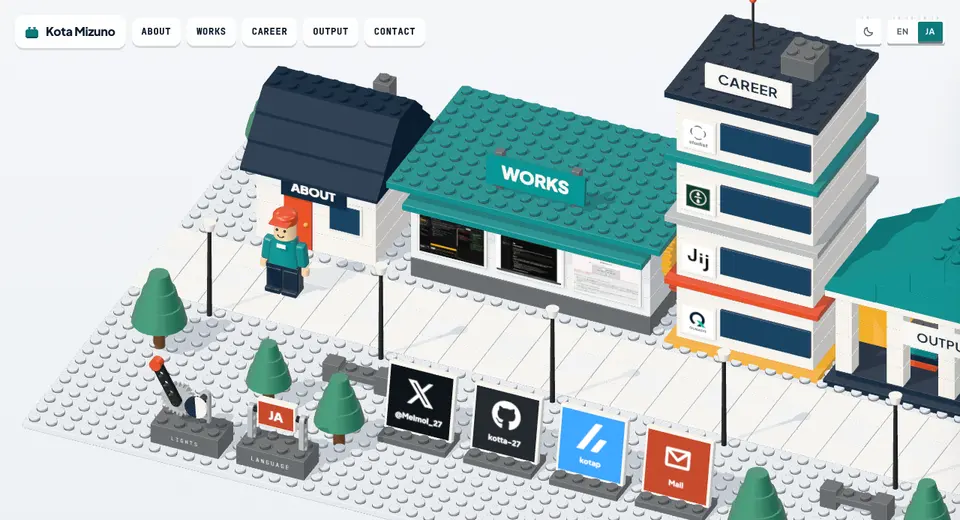 Kota Mizuno
ABOUT
WORKS
CAREER
OUTPUT
CONTACT
EN
JA
CAREER
ABOUT
WORKS
Jij
OUTPU
@Meimoi_27
kotta-27
kotap
Mail
JA
LIGHTS
LANGUAGE